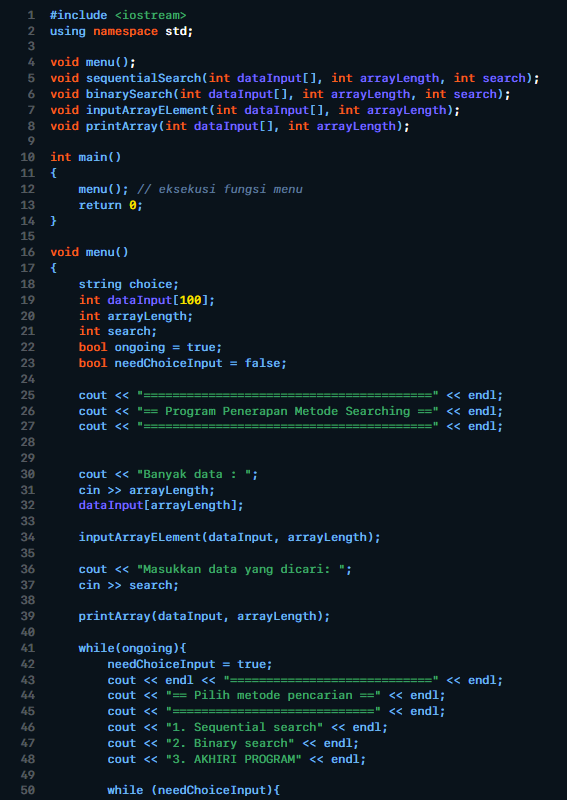 1 #include <iostream>
2 using namespace std;
3
4 void menu();
5 void sequentialSearch(int dataInput[], int arrayLength, int search);
6 void binarySearch(int dataInput[], int arrayLength, int search);
7 void inputArrayELement(int dataInput[], int arrayLength);
8 void printArray(int dataInput[], int arrayLength);
9
10 int main()
11 {
12     menu(); // eksekusi fungsi menu
13     return 0;
14 }
15
16 void menu()
17 {
18     string choice;
19     int dataInput[100];
20     int arrayLength;
21     int search;
22     bool ongoing = true;
23     bool needChoiceInput = false;
24
25     cout << "========================================" << endl;
26     cout << "== Program Penerapan Metode Searching ==" << endl;
27     cout << "========================================" << endl;
28
29
30     cout << "Banyak data : ";
31     cin >> arrayLength;
32     dataInput[arrayLength];
33
34     inputArrayELement(dataInput, arrayLength);
35
36     cout << "Masukkan data yang dicari: ";
37     cin >> search;
38
39     printArray(dataInput, arrayLength);
40
41     while(ongoing){
42         needChoiceInput = true;
43         cout << endl << "============================" << endl;
44         cout << "== Pilih metode pencarian ==" << endl;
45         cout << "============================" << endl;
46         cout << "1. Sequential search" << endl;
47         cout << "2. Binary search" << endl;
48         cout << "3. AKHIRI PROGRAM" << endl;
49
50         while (needChoiceInput){